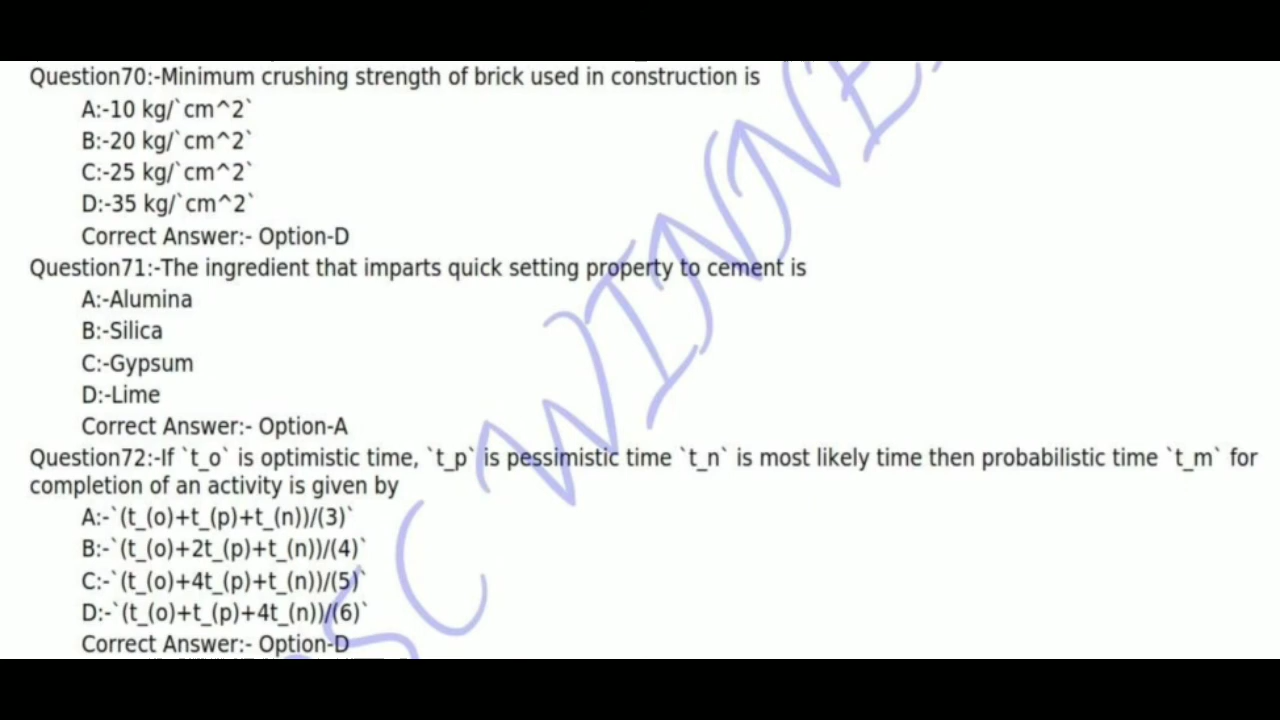 Question70:-Minimum crushing strength of brick used in construction is
A:-10 kg/`cm^2`
B:-20 kg/`cm^2`
C:-25 kg/`cm^2`
D:-35 kg/`cm^2`
Correct Answer:- Option-D
Question71:-The ingredient that imparts quick setting property to cement is
A:-Alumina
B:-Silica
C:-Gypsum
D:-Lime
Correct Answer:- Option-A
Question72:-If `t_o` is optimistic time, `t_p` is pessimistic time `t_n` is most likely time then probabilistic time `t_m` for
completion of an activity is given by
A:-`(t_(o)+t_(p)+t_(n))/(3)`
B:-`(t_(o)+2t_(p)+t_(n))/(4)`
C:-`(t_(o)+4t_(p)+t_(n))/(5)`
D:-`(t_(o)+t_(p)+4t_(n))/(6)`
Correct Answer:- Option-D